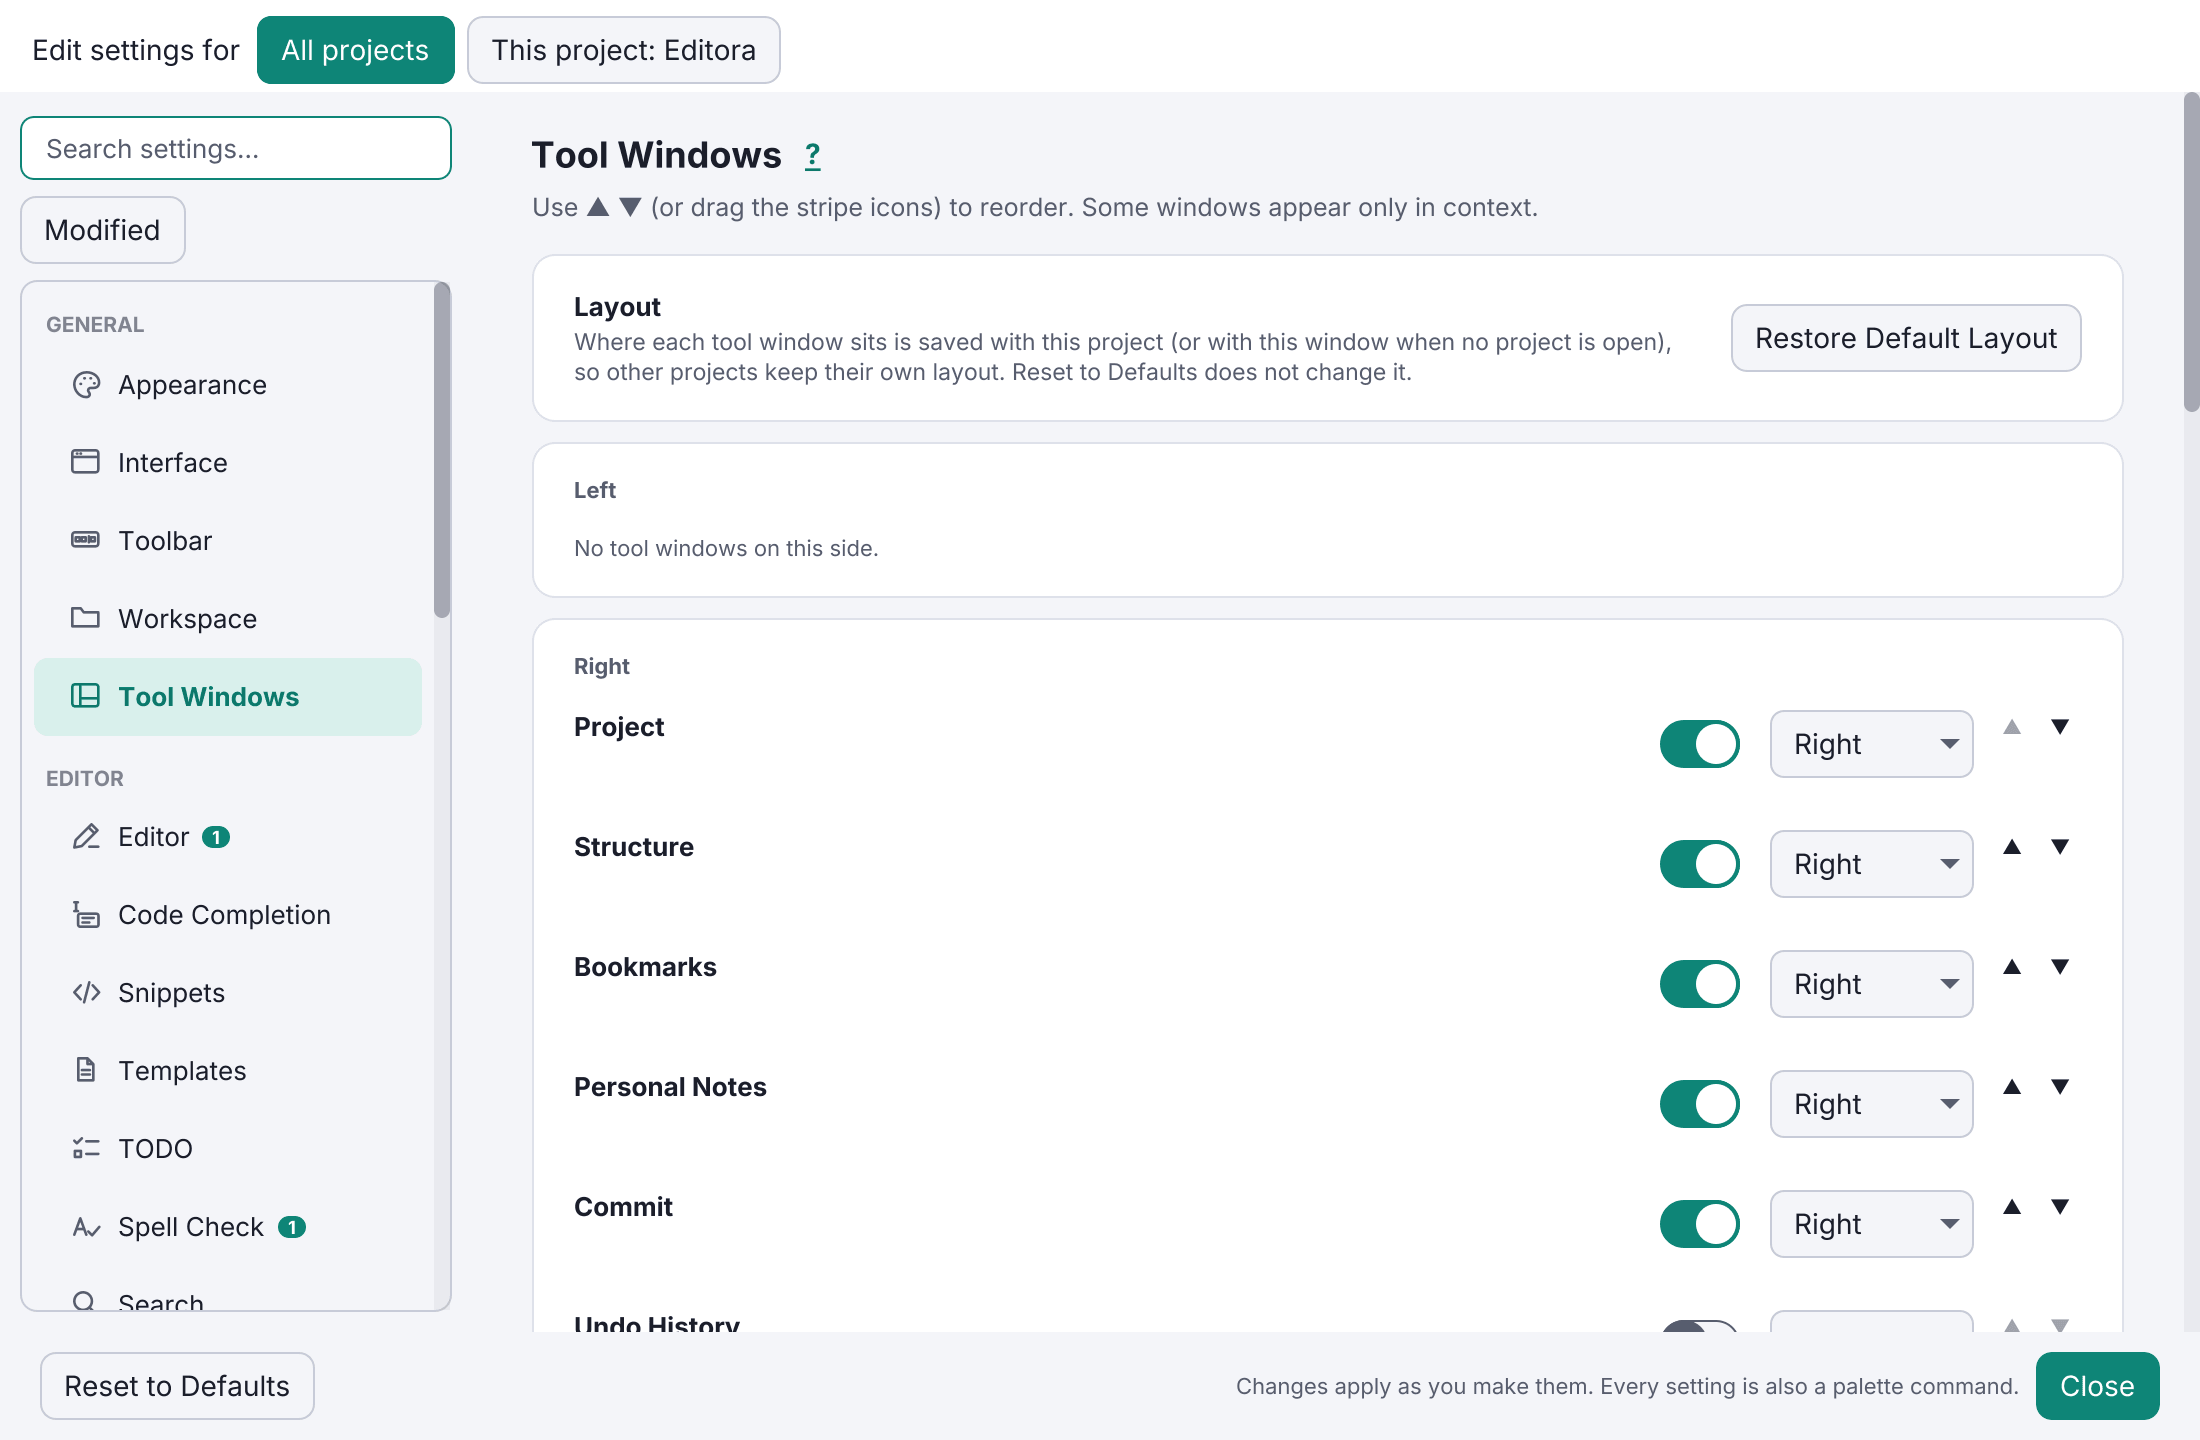 Edit settings for
All projects
This project: Editora
Search settings...
Modified
GENERAL
Appearance
Interface
Toolbar
Workspace
Tool Windows
EDITOR
Editor 1
Code Completion
Snippets
Templates
TODO
Spell Check 1
Search
Tool Windows ?
Use ▲ ▼ (or drag the stripe icons) to reorder. Some windows appear only in context.
Layout
Where each tool window sits is saved with this project (or with this window when no project is open),
so other projects keep their own layout. Reset to Defaults does not change it.
Restore Default Layout
Left
No tool windows on this side.
Right
Project
Right
Structure
Right
Bookmarks
Right
Personal Notes
Right
Commit
Right
Undo History
Reset to Defaults
Changes apply as you make them. Every setting is also a palette command.
Close